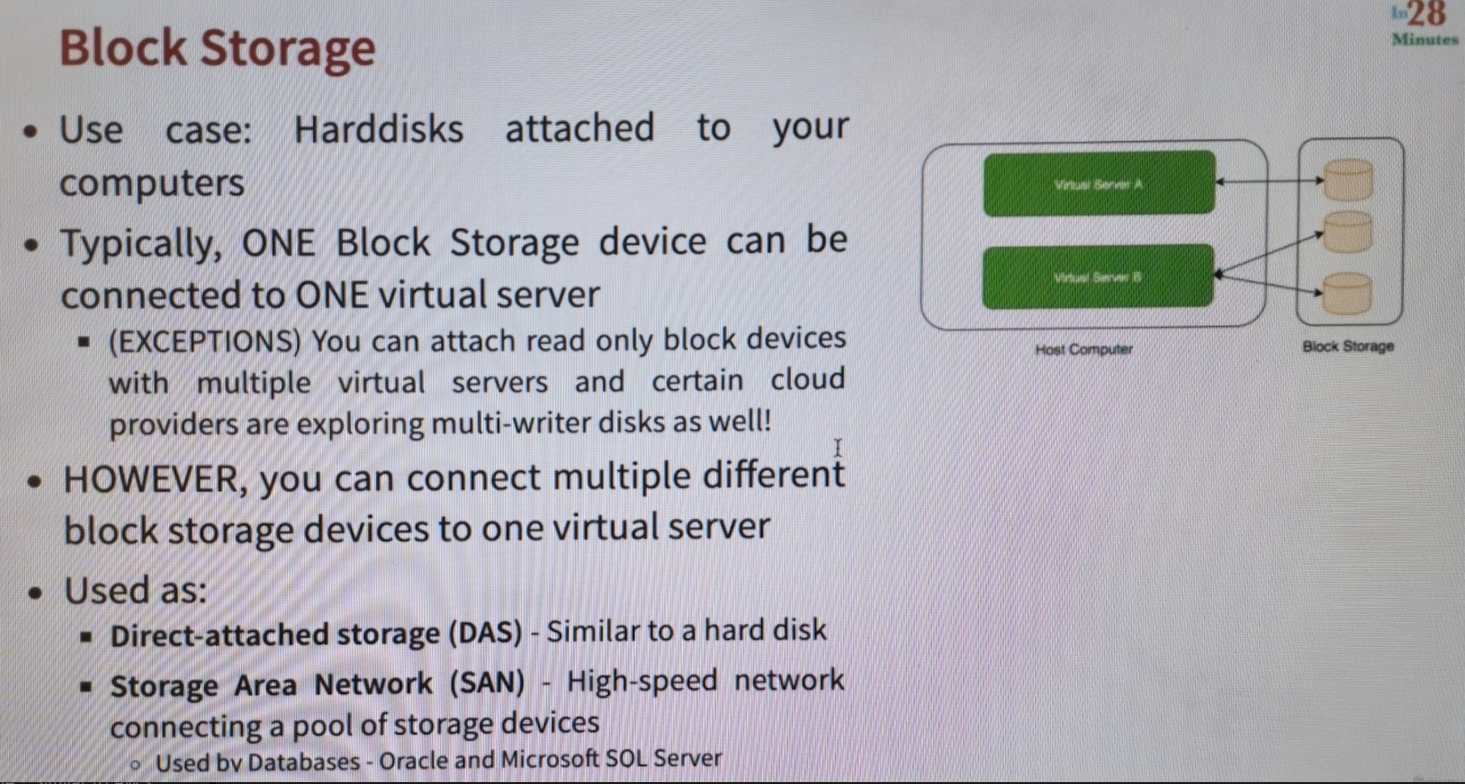 Block Storage
In28
Minutes
• Use case: Harddisks attached to your
computers
• Typically, ONE Block Storage device can be
connected to ONE virtual server
▪ (EXCEPTIONS) You can attach read only block devices
with multiple virtual servers and certain cloud
providers are exploring multi-writer disks as well!
• HOWEVER, you can connect multiple different
block storage devices to one virtual server
• Used as:
▪ Direct-attached storage (DAS) - Similar to a hard disk
▪ Storage Area Network (SAN) - High-speed network
connecting a pool of storage devices
◦ Used by Databases - Oracle and Microsoft SQL Server
Virtual Server A
Virtual Server B
Host Computer
Block Storage